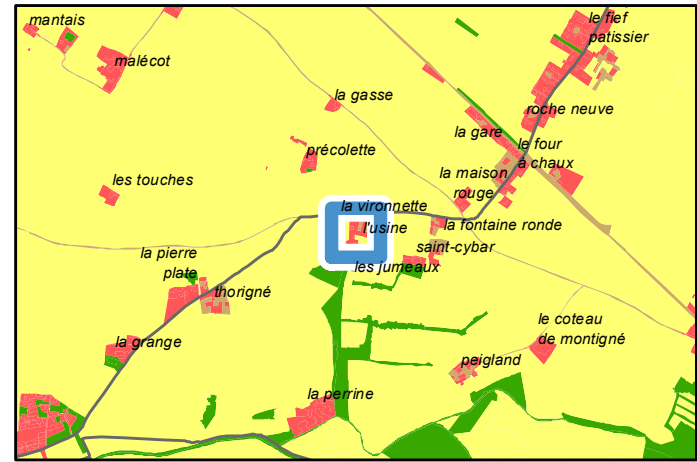 mantais
malécot
le fief
patissier
la gasse
roche neuve
la gare
précolette
le four
à chaux
la maison
rouge
les touches
la vironnette
l'usine
la fontaine ronde
saint-cybar
la pierre
plate
les jumeaux
thorigné
le coteau
de montigné
la grange
peigland
la perrine